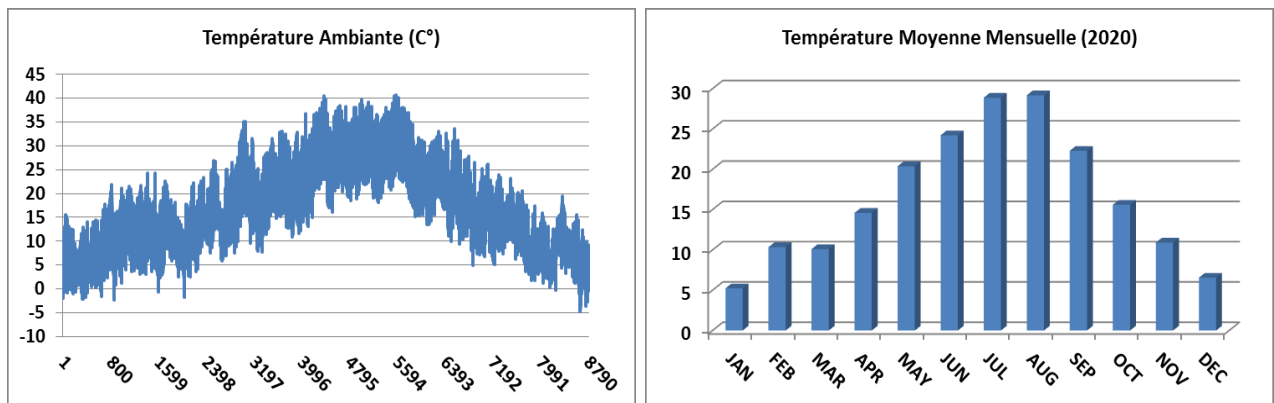 Température Ambiante (C°)
45
40
35
30
25
20
15
10
5
0
-5
-10
1
800
1599
2398
3197
3996
4795
5594
6393
7192
7991
8790
Température Moyenne Mensuelle (2020)
30
25
20
15
10
5
0
JAN
FEB
MAR
APR
MAY
JUN
JUL
AUG
SEP
OCT
NOV
DEC